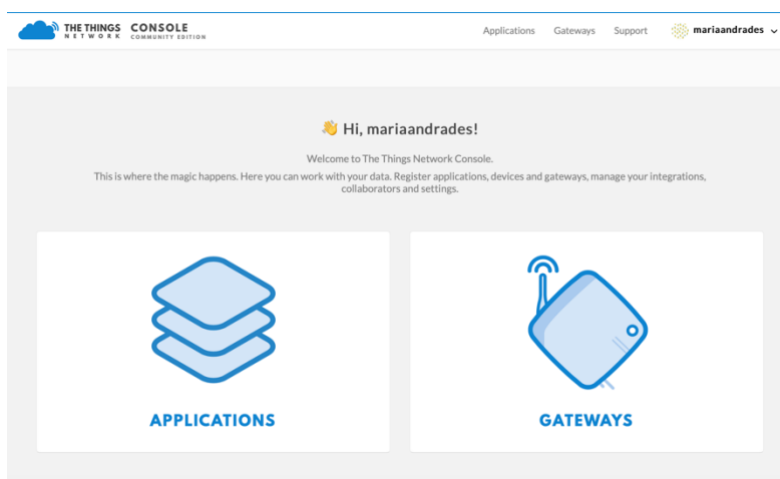 THE THINGS CONSOLE
NETWORK COMMUNITY EDITION
Applications Gateways Support mariaandrades
Hi, mariaandrades!
Welcome to The Things Network Console.
This is where the magic happens. Here you can work with your data. Register applications, devices and gateways, manage your integrations,
collaborators and settings.
APPLICATIONS
GATEWAYS